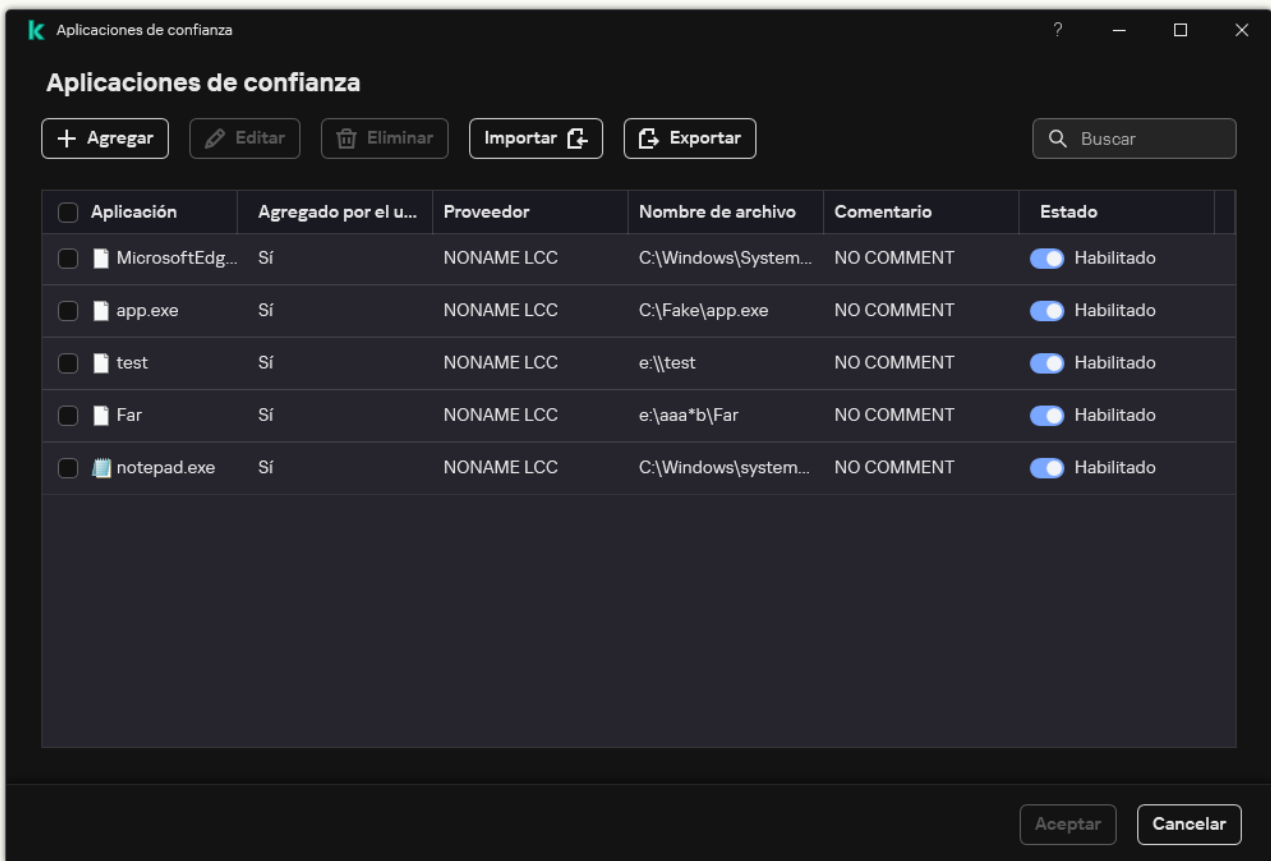 Aplicaciones de confianza
Aplicaciones de confianza
Agregar Editar Eliminar Importar Exportar Buscar
Aplicación Agregado por el u... Proveedor Nombre de archivo Comentario Estado
MicrosoftEdg... Sí NONAME LCC C:\Windows\System... NO COMMENT Habilitado
app.exe Sí NONAME LCC C:\Fake\app.exe NO COMMENT Habilitado
test Sí NONAME LCC e:\\test NO COMMENT Habilitado
Far Sí NONAME LCC e:\aaa*b\Far NO COMMENT Habilitado
notepad.exe Sí NONAME LCC C:\Windows\system... NO COMMENT Habilitado
Aceptar Cancelar